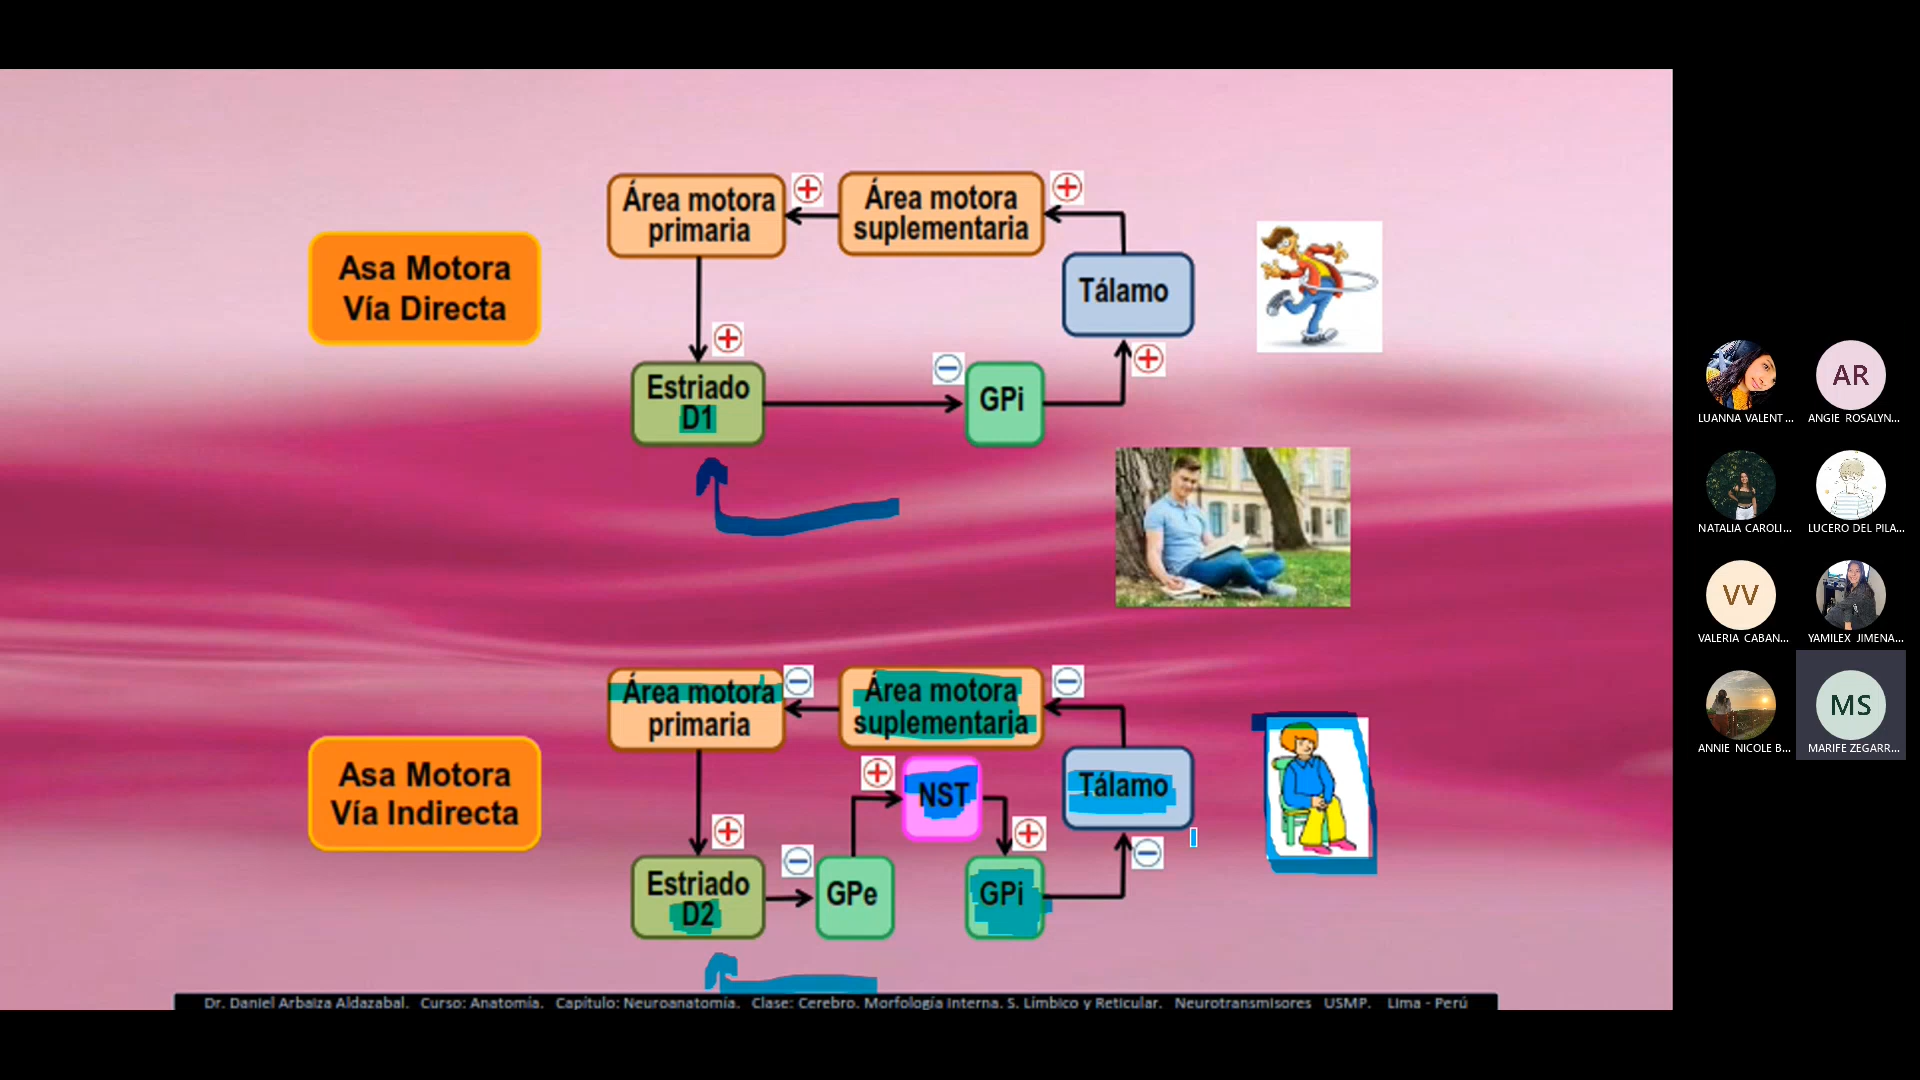 Área motora
primaria
Área motora
suplementaria
Asa Motora
Vía Directa
Tálamo
Estriado
D1
GPi
Área motora
primaria
Área motora
suplementaria
Asa Motora
Vía Indirecta
NST
Tálamo
Estriado
D2
GPe
GPi
Dr. Daniel Arbaiza Aldazabal. Curso: Anatomía. Capítulo: Neuroanatomía. Clase: Cerebro. Morfología Interna. S. Límbico y Reticular. Neurotransmisores USMP. Lima - Perú
LUANNA VALENT...
AR
ANGIE ROSALYN...
NATALIA CAROLI...
LUCERO DEL PILA...
VV
VALERIA CABAN...
YAMILEX JIMENA...
ANNIE NICOLE B...
MS
MARIFE ZEGARR...